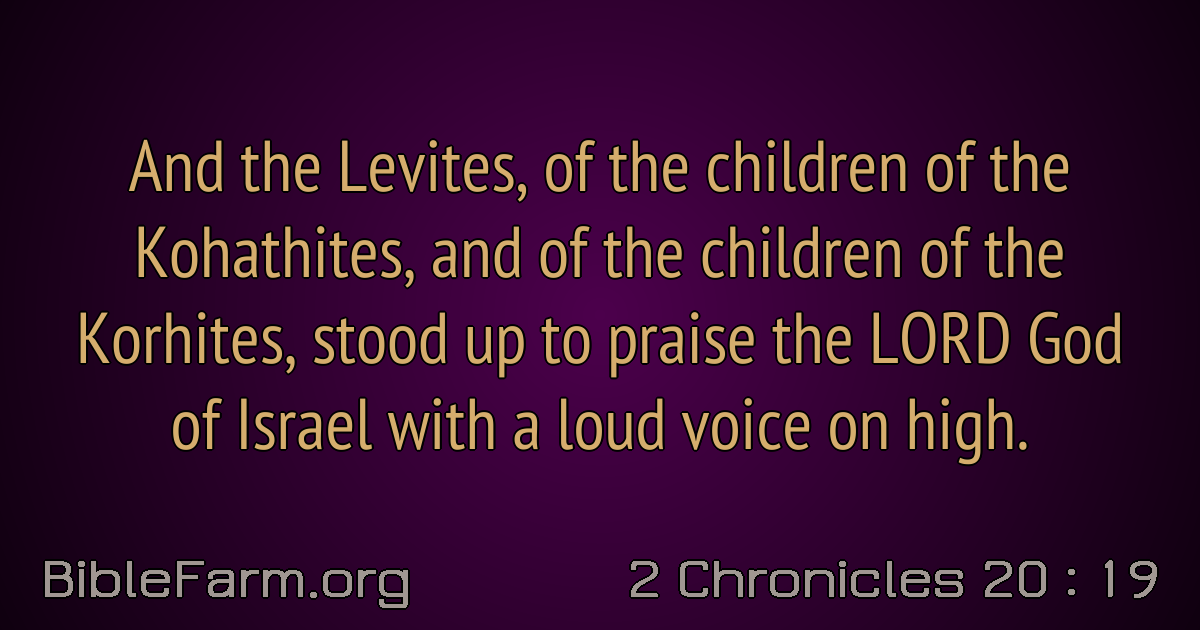 And the Levites, of the children of the
Kohathites, and of the children of the
Korhites, stood up to praise the LORD God
of Israel with a loud voice on high.
BibleFarm.org
2 Chronicles 20 : 19